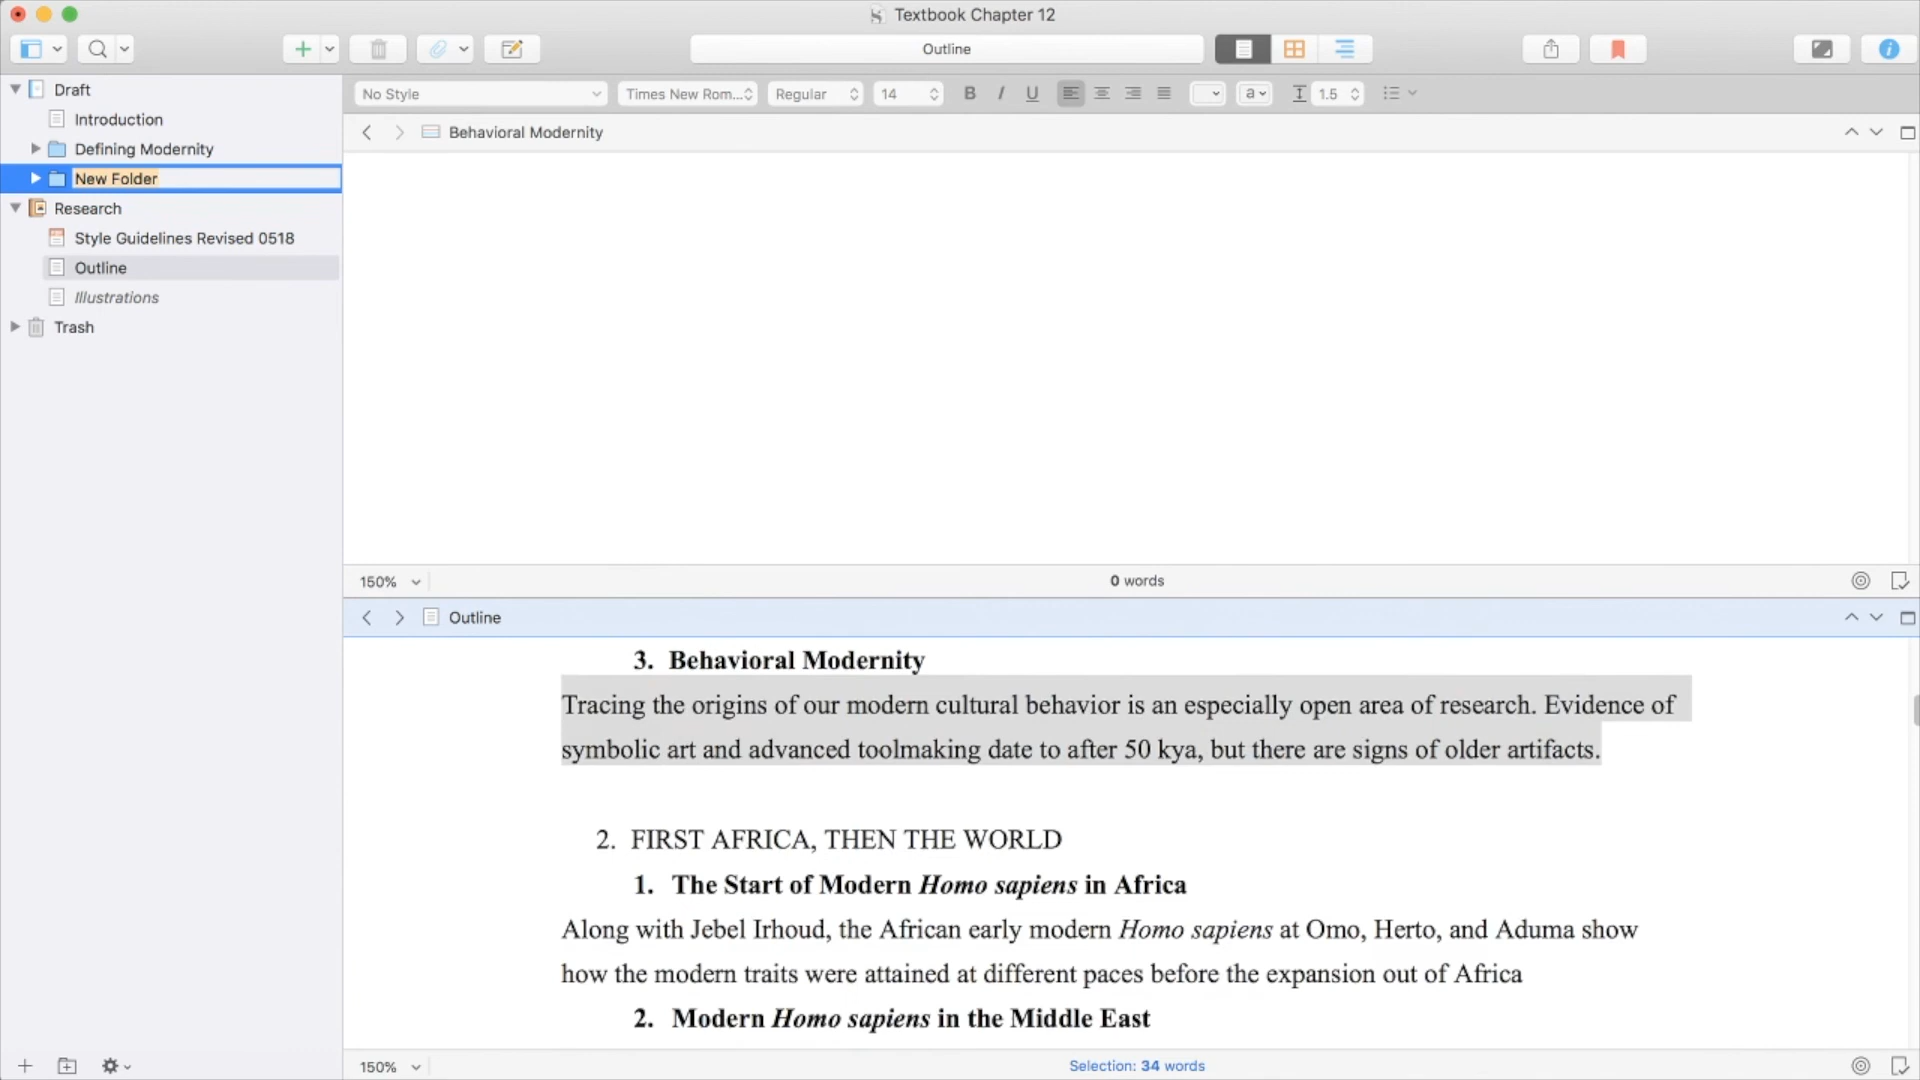 Textbook Chapter 12
Outline
Draft
Introduction
Defining Modernity
New Folder
Research
Style Guidelines Revised 0518
Outline
Illustrations
Trash
No Style
Times New Rom...
Regular
14
B I U
a
1.5
Behavioral Modernity
150%
0 words
Outline
3. Behavioral Modernity
Tracing the origins of our modern cultural behavior is an especially open area of research. Evidence of
symbolic art and advanced toolmaking date to after 50 kya, but there are signs of older artifacts.
2. FIRST AFRICA, THEN THE WORLD
1. The Start of Modern Homo sapiens in Africa
Along with Jebel Irhoud, the African early modern Homo sapiens at Omo, Herto, and Aduma show
how the modern traits were attained at different paces before the expansion out of Africa
2. Modern Homo sapiens in the Middle East
150%
Selection: 34 words